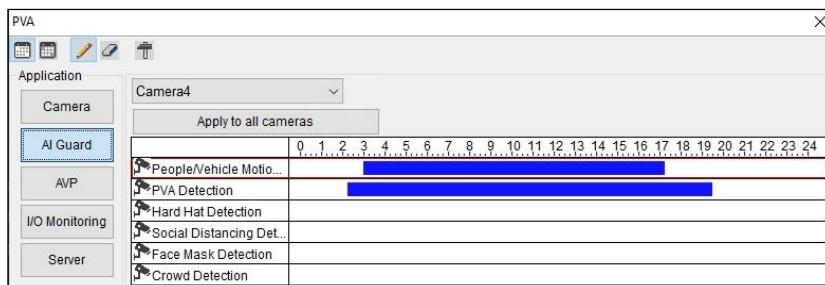 PVA
Application
Camera
AI Guard
AVP
I/O Monitoring
Server
Camera4
Apply to all cameras
0 1 2 3 4 5 6 7 8 9 10 11 12 13 14 15 16 17 18 19 20 21 22 23 24
People/Vehicle Motio...
PVA Detection
Hard Hat Detection
Social Distancing Det...
Face Mask Detection
Crowd Detection